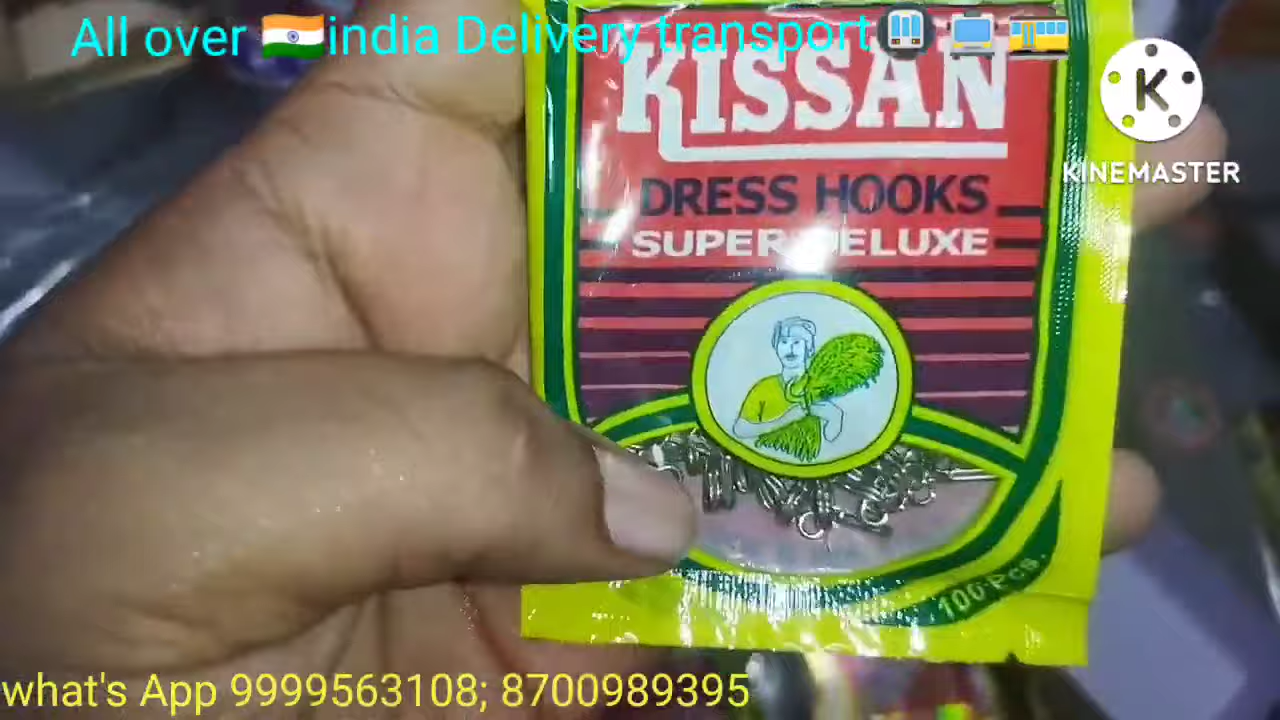 All over 🇮🇳india Delivery transport🚇 🚍 🚃
KISSAN
DRESS HOOKS
SUPER DELUXE
K
KINEMASTER
100 Pcs.
what's App 9999563108; 8700989395